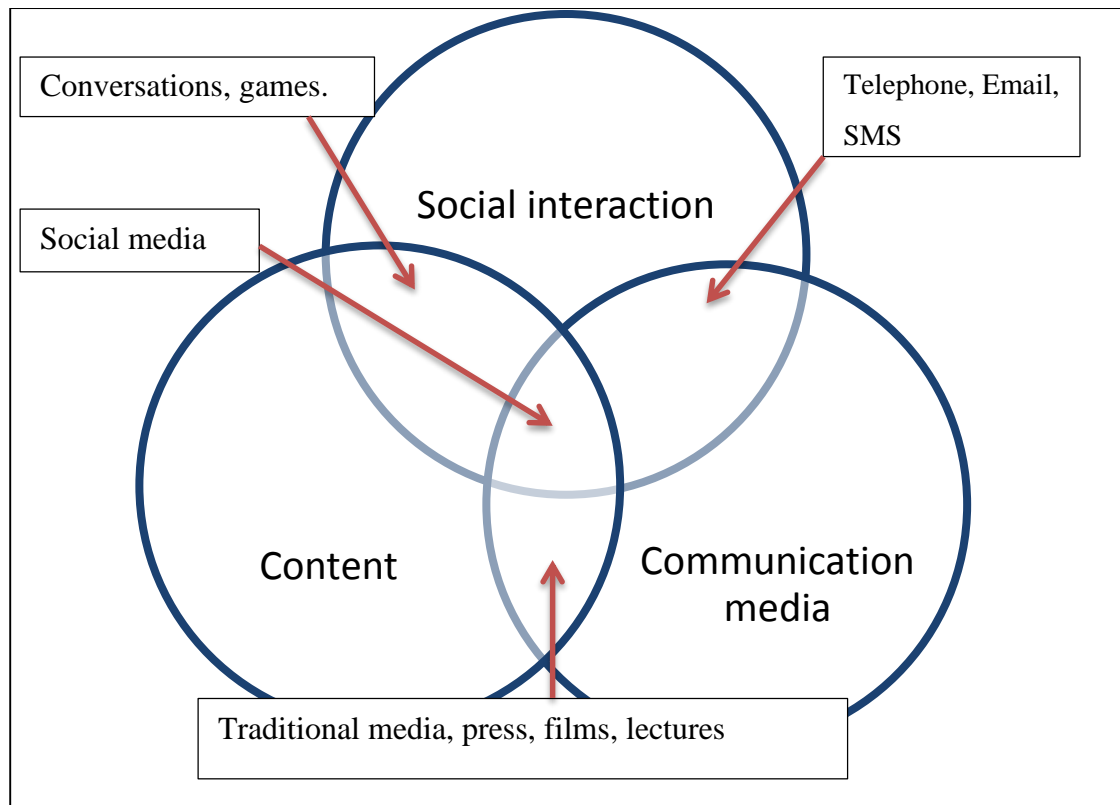 Conversations, games.
Telephone, Email,
SMS
Social interaction
Social media
Content
Communication
media
Traditional media, press, films, lectures